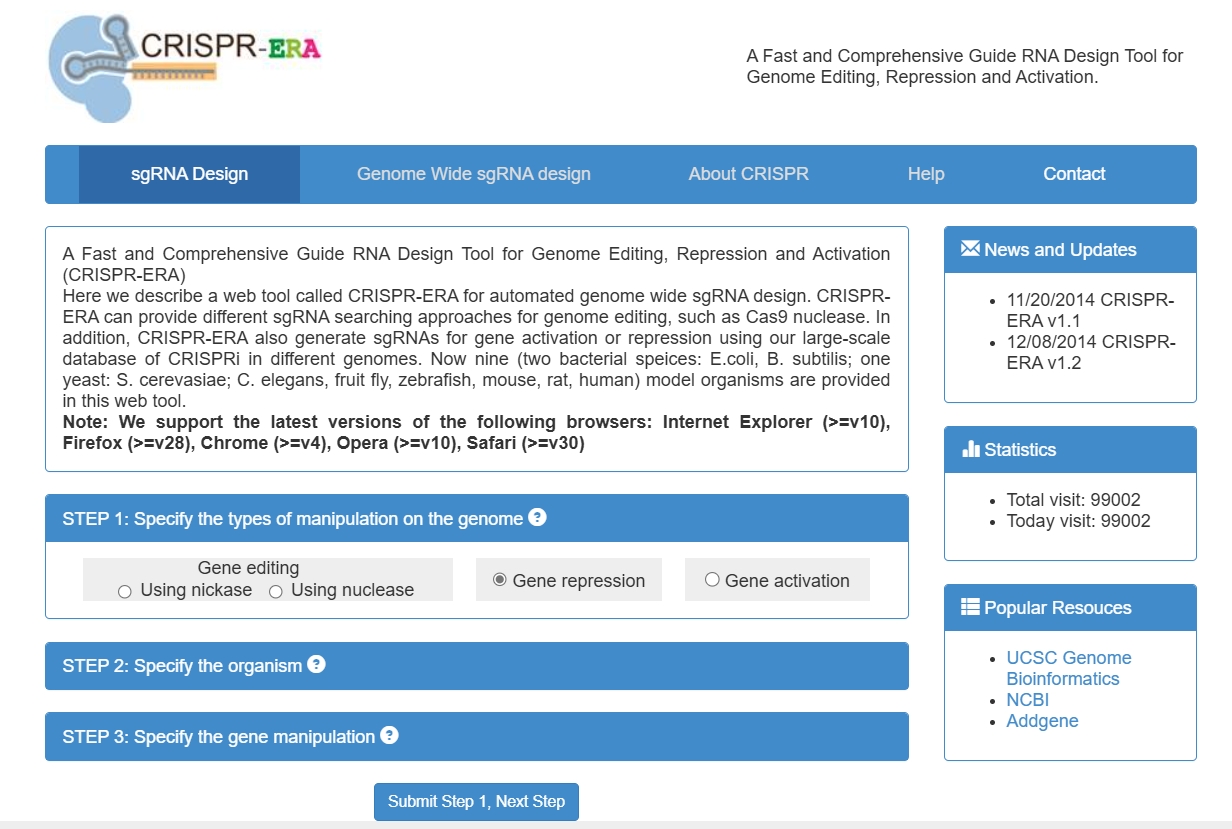 CRISPR-ERA
A Fast and Comprehensive Guide RNA Design Tool for
Genome Editing, Repression and Activation.
sgRNA Design
Genome Wide sgRNA design
About CRISPR
Help
Contact
A Fast and Comprehensive Guide RNA Design Tool for Genome Editing, Repression and Activation
(CRISPR-ERA)
Here we describe a web tool called CRISPR-ERA for automated genome wide sgRNA design. CRISPR-
ERA can provide different sgRNA searching approaches for genome editing, such as Cas9 nuclease. In
addition, CRISPR-ERA also generate sgRNAs for gene activation or repression using our large-scale
database of CRISPRi in different genomes. Now nine (two bacterial speices: E.coli, B. subtilis; one
yeast: S. cerevasiae; C. elegans, fruit fly, zebrafish, mouse, rat, human) model organisms are provided
in this web tool.
Note: We support the latest versions of the following browsers: Internet Explorer (>=v10),
Firefox (>=v28), Chrome (>=v4), Opera (>=v10), Safari (>=v30)
STEP 1: Specify the types of manipulation on the genome ?
Gene editing
Using nickase Using nuclease
Gene repression
Gene activation
STEP 2: Specify the organism ?
STEP 3: Specify the gene manipulation ?
Submit Step 1, Next Step
News and Updates
11/20/2014 CRISPR-
ERA v1.1
12/08/2014 CRISPR-
ERA v1.2
Statistics
Total visit: 99002
Today visit: 99002
Popular Resouces
UCSC Genome
Bioinformatics
NCBI
Addgene